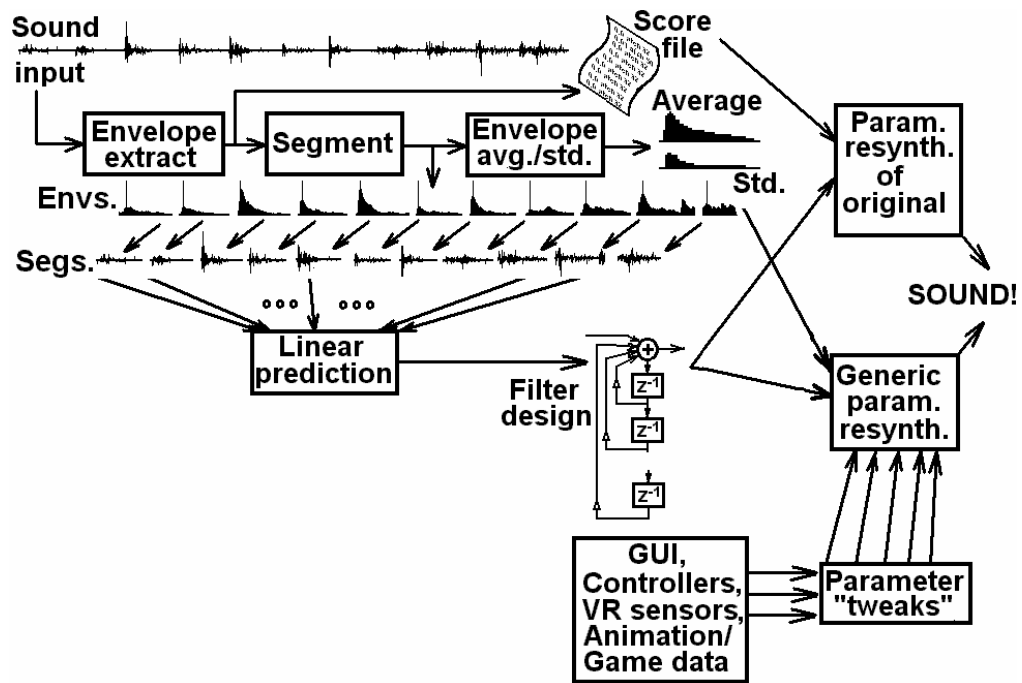 Sound
input
Score
file
Average
Envelope
extract
Segment
Envelope
avg./std.
Std.
Param.
resynth.
of
original
Envs.
Segs.
SOUND!
Linear
prediction
Filter
design
+
z⁻¹
z⁻¹
z⁻¹
Generic
param.
resynth.
GUI,
Controllers,
VR sensors,
Animation/
Game data
Parameter
"tweaks"